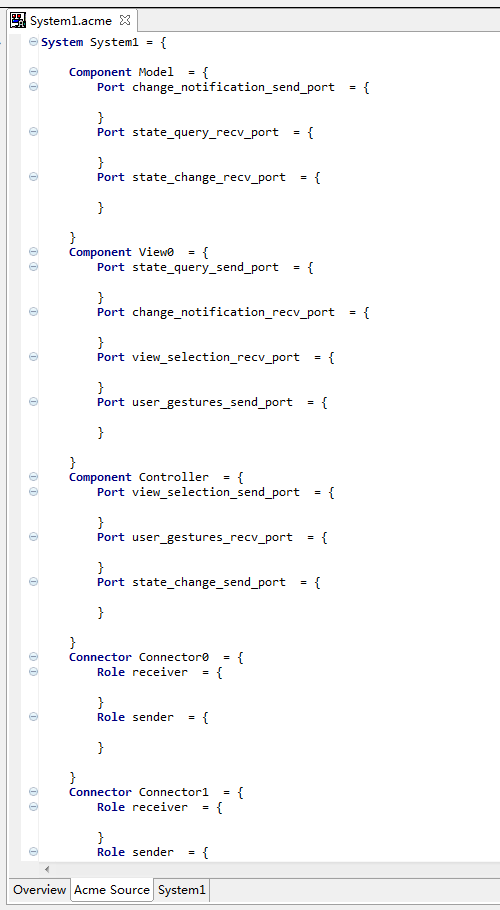 System1.acme
System System1 = {
Component Model = {
Port change_notification_send_port = {
}
Port state_query_recv_port = {
}
Port state_change_recv_port = {
}
}
Component View0 = {
Port state_query_send_port = {
}
Port change_notification_recv_port = {
}
Port view_selection_recv_port = {
}
Port user_gestures_send_port = {
}
}
Component Controller = {
Port view_selection_send_port = {
}
Port user_gestures_recv_port = {
}
Port state_change_send_port = {
}
}
Connector Connector0 = {
Role receiver = {
}
Role sender = {
}
}
Connector Connector1 = {
Role receiver = {
}
Role sender = {
Overview Acme Source System1